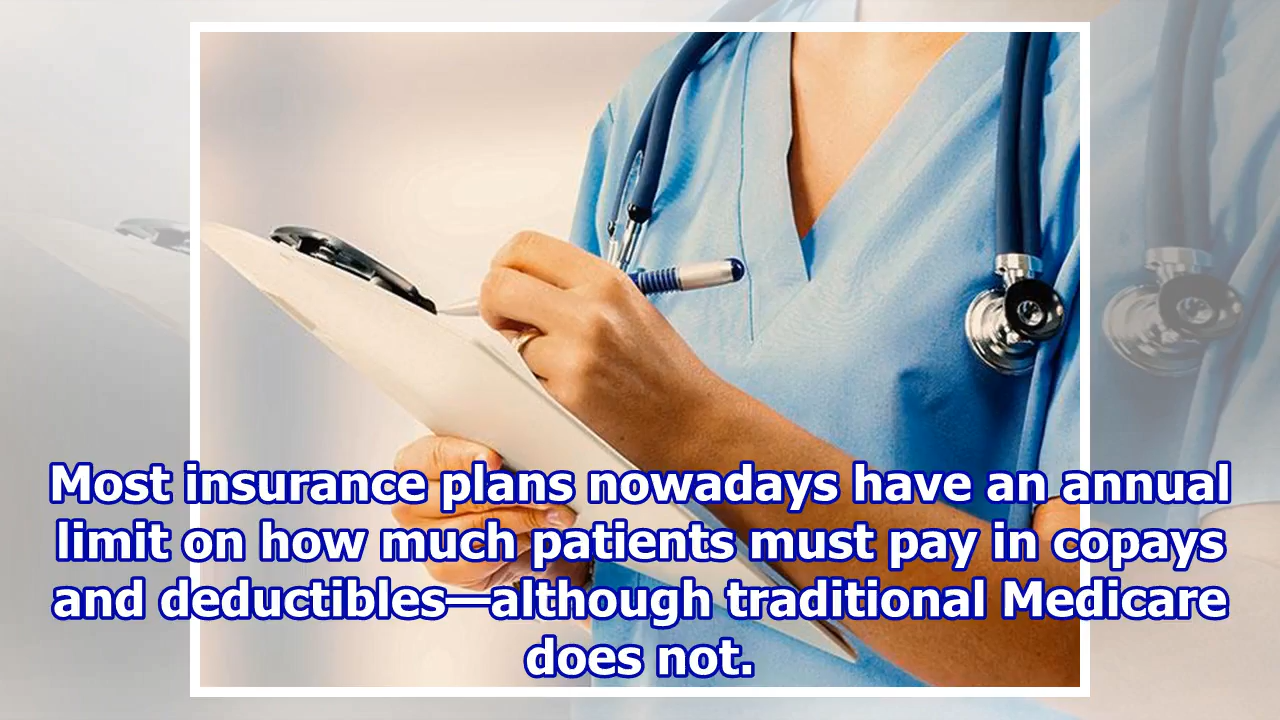 Most insurance plans nowadays have an annual
limit on how much patients must pay in copays
and deductibles—although traditional Medicare
does not.